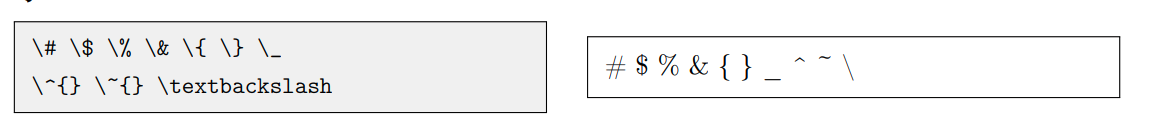 \# \$ \% \& \{ \} \_
\^{} \~{} \textbackslash
# $ % & { } _ ^ ~ \